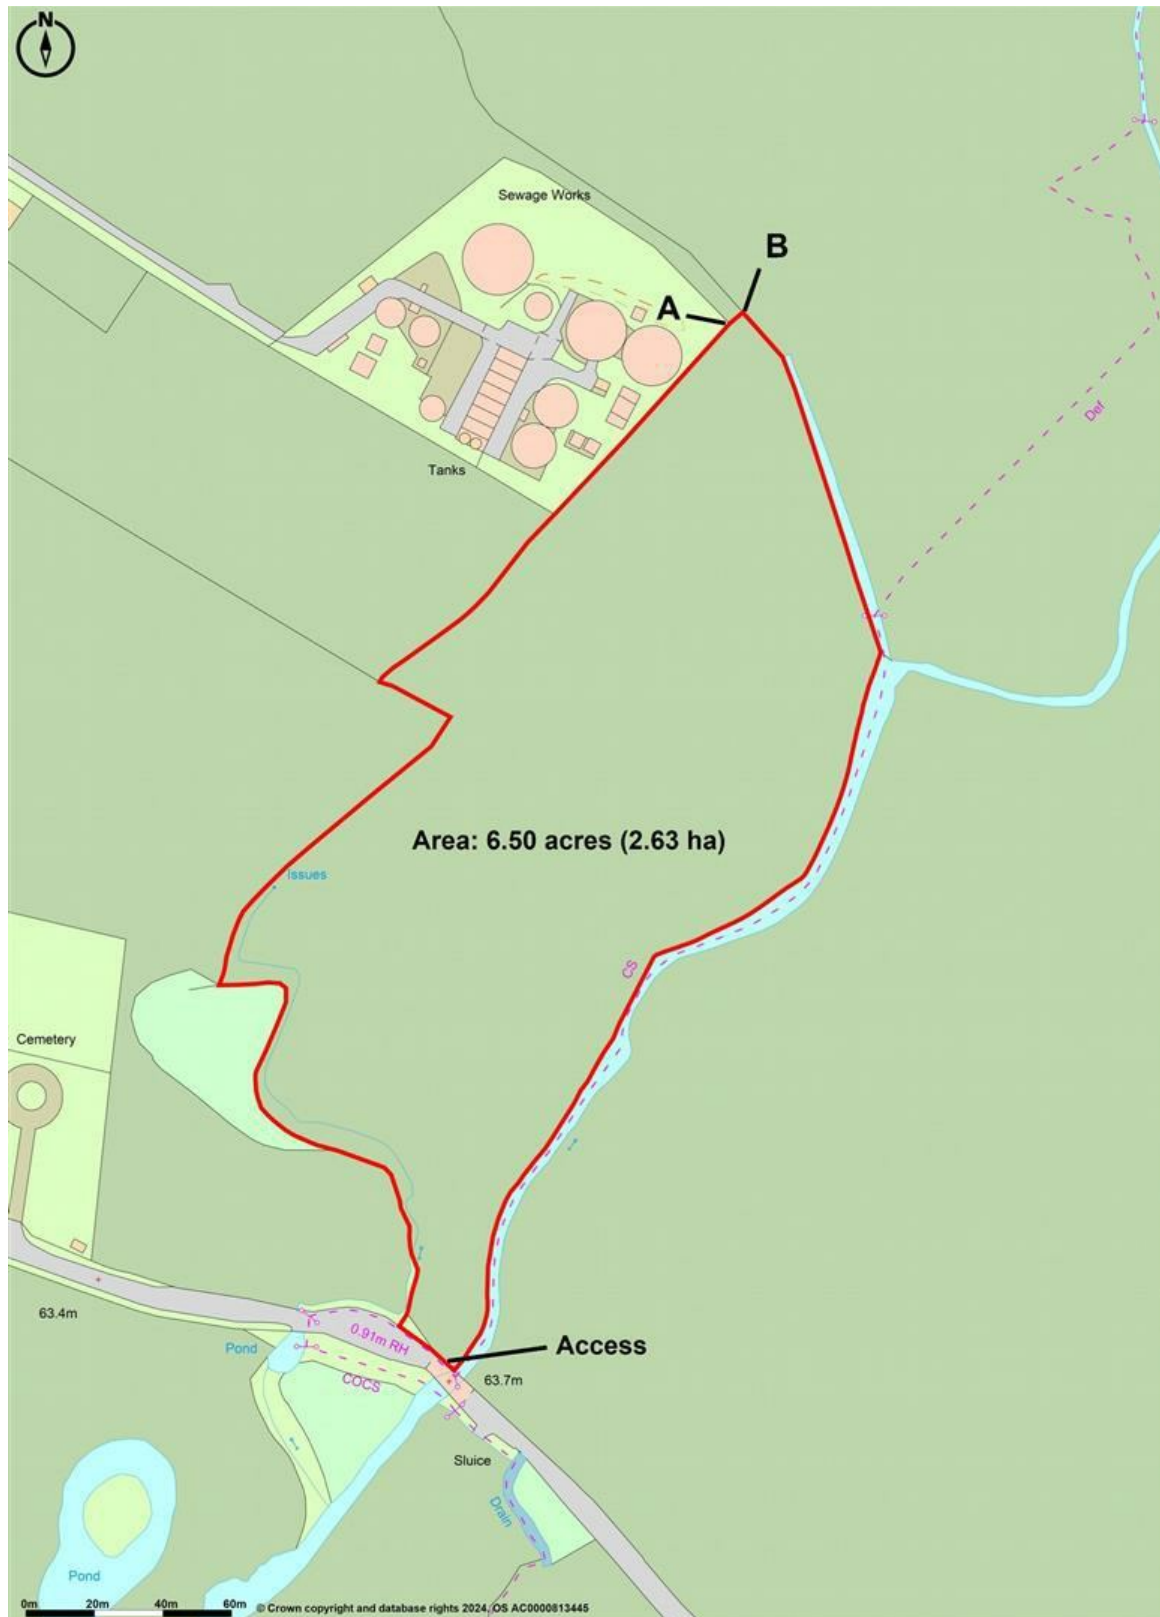 N
Sewage Works
B
A
Def
Tanks
Area: 6.50 acres (2.63 ha)
Issues
CS
Cemetery
63.4m
0.91m RH
Pond
Access
COCS
63.7m
Sluice
Drain
Pond
0m 20m 40m 60m © Crown copyright and database rights 2024. OS AC0000813445